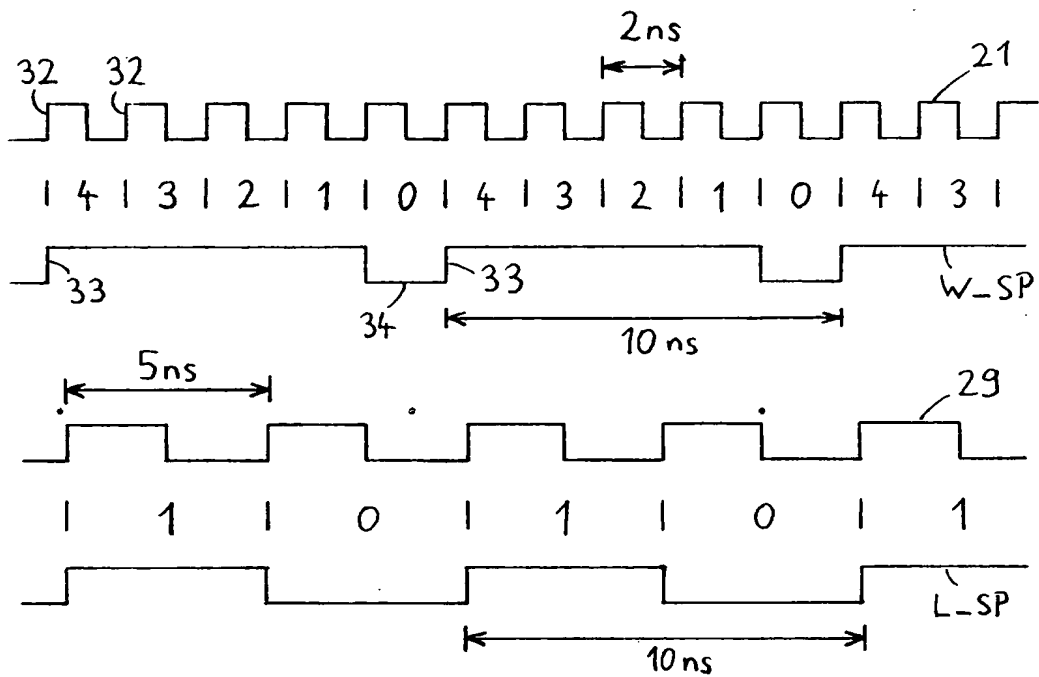 2ns
32 32 21
| 4 | 3 | 2 | 1 | 0 | 4 | 3 | 2 | 1 | 0 | 4 | 3 |
33 34 33 W_SP
10 ns
5ns
29
| 1 | 0 | 1 | 0 | 1
L_SP
10 ns